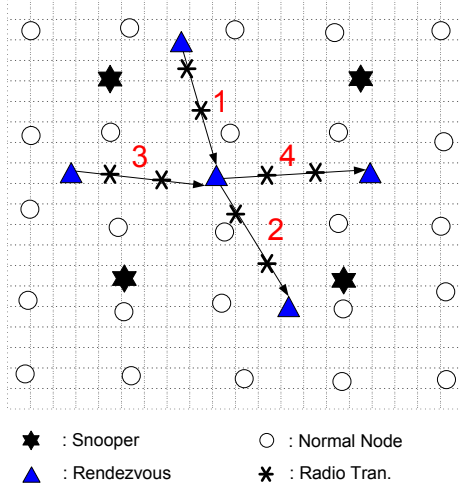 1
3
4
2
: Snooper
: Normal Node
: Rendezvous
: Radio Tran.